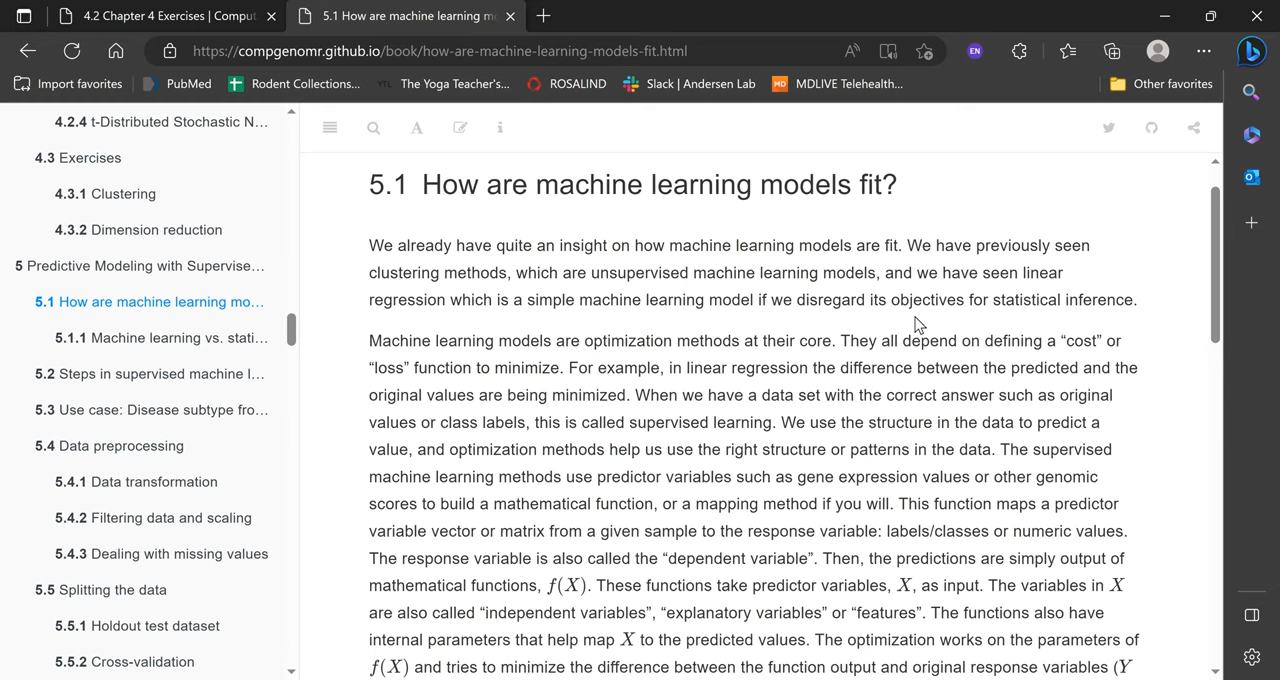 4.2 Chapter 4 Exercises | Comput
5.1 How are machine learning m
https://compgenomr.github.io/book/how-are-machine-learning-models-fit.html
EN
Import favorites
PubMed
Rodent Collections...
YTL
The Yoga Teacher's...
ROSALIND
Slack | Andersen Lab
MD
MDLIVE Telehealth...
Other favorites
4.2.4 t-Distributed Stochastic N...
4.3 Exercises
4.3.1 Clustering
4.3.2 Dimension reduction
5 Predictive Modeling with Supervise...
5.1 How are machine learning mo...
5.1.1 Machine learning vs. stati...
5.2 Steps in supervised machine l...
5.3 Use case: Disease subtype fro...
5.4 Data preprocessing
5.4.1 Data transformation
5.4.2 Filtering data and scaling
5.4.3 Dealing with missing values
5.5 Splitting the data
5.5.1 Holdout test dataset
5.5.2 Cross-validation
5.1 How are machine learning models fit?
We already have quite an insight on how machine learning models are fit. We have previously seen
clustering methods, which are unsupervised machine learning models, and we have seen linear
regression which is a simple machine learning model if we disregard its objectives for statistical inference.
Machine learning models are optimization methods at their core. They all depend on defining a “cost” or
“loss” function to minimize. For example, in linear regression the difference between the predicted and the
original values are being minimized. When we have a data set with the correct answer such as original
values or class labels, this is called supervised learning. We use the structure in the data to predict a
value, and optimization methods help us use the right structure or patterns in the data. The supervised
machine learning methods use predictor variables such as gene expression values or other genomic
scores to build a mathematical function, or a mapping method if you will. This function maps a predictor
variable vector or matrix from a given sample to the response variable: labels/classes or numeric values.
The response variable is also called the “dependent variable”. Then, the predictions are simply output of
mathematical functions, f(X). These functions take predictor variables, X, as input. The variables in X
are also called “independent variables”, “explanatory variables” or “features”. The functions also have
internal parameters that help map X to the predicted values. The optimization works on the parameters of
f(X) and tries to minimize the difference between the function output and original response variables (Y